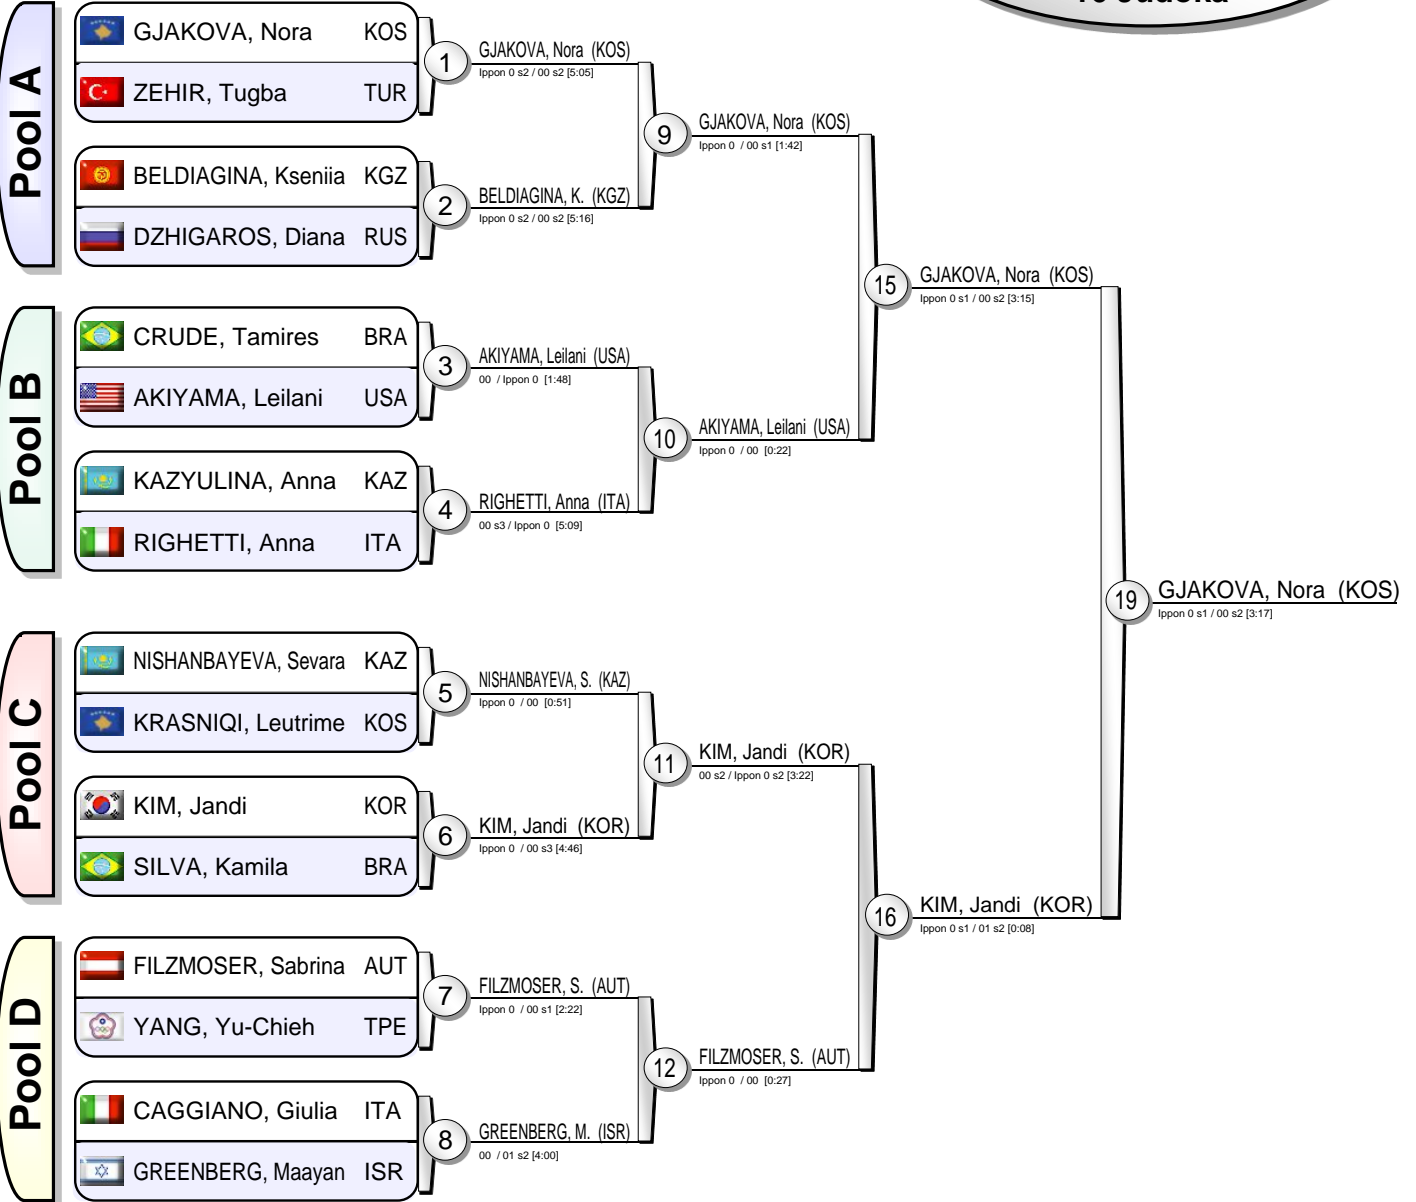 16 Judoka
Pool A
GJAKOVA, Nora KOS
ZEHIR, Tugba TUR
BELDIAGINA, Kseniia KGZ
DZHIGAROS, Diana RUS
Pool B
CRUDE, Tamires BRA
AKIYAMA, Leilani USA
KAZYULINA, Anna KAZ
RIGHETTI, Anna ITA
Pool C
NISHANBAYEVA, Sevara KAZ
KRASNIQI, Leutrime KOS
KIM, Jandi KOR
SILVA, Kamila BRA
Pool D
FILZMOSER, Sabrina AUT
YANG, Yu-Chieh TPE
CAGGIANO, Giulia ITA
GREENBERG, Maayan ISR
1 GJAKOVA, Nora (KOS)
Ippon 0 s2 / 00 s2 [5:05]
2 BELDIAGINA, K. (KGZ)
Ippon 0 s2 / 00 s2 [5:16]
3 AKIYAMA, Leilani (USA)
00 / Ippon 0 [1:48]
4 RIGHETTI, Anna (ITA)
00 s3 / Ippon 0 [5:09]
5 NISHANBAYEVA, S. (KAZ)
Ippon 0 / 00 [0:51]
6 KIM, Jandi (KOR)
Ippon 0 / 00 s3 [4:46]
7 FILZMOSER, S. (AUT)
Ippon 0 / 00 s1 [2:22]
8 GREENBERG, M. (ISR)
00 / 01 s2 [4:00]
9 GJAKOVA, Nora (KOS)
Ippon 0 / 00 s1 [1:42]
10 AKIYAMA, Leilani (USA)
Ippon 0 / 00 [0:22]
11 KIM, Jandi (KOR)
00 s2 / Ippon 0 s2 [3:22]
12 FILZMOSER, S. (AUT)
Ippon 0 / 00 [0:27]
15 GJAKOVA, Nora (KOS)
Ippon 0 s1 / 00 s2 [3:15]
16 KIM, Jandi (KOR)
Ippon 0 s1 / 01 s2 [0:08]
19 GJAKOVA, Nora (KOS)
Ippon 0 s1 / 00 s2 [3:17]